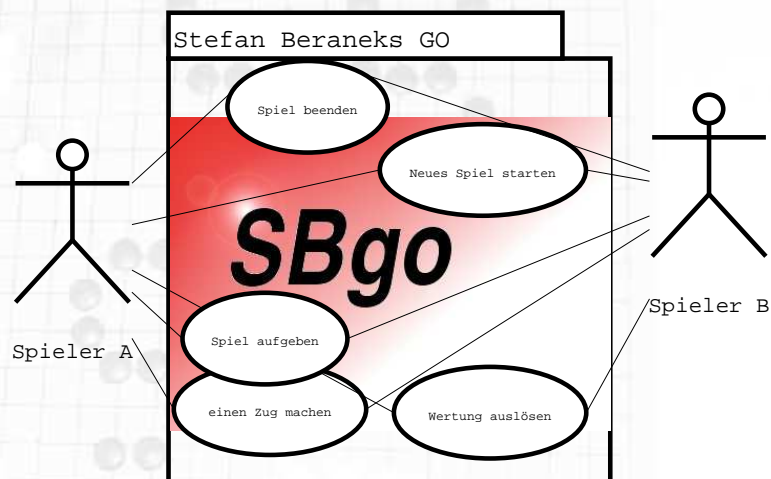 Stefan Beraneks GO
Spiel beenden
Neues Spiel starten
SBgo
Spieler B
Spiel aufgeben
Spieler A
einen Zug machen
Wertung auslösen